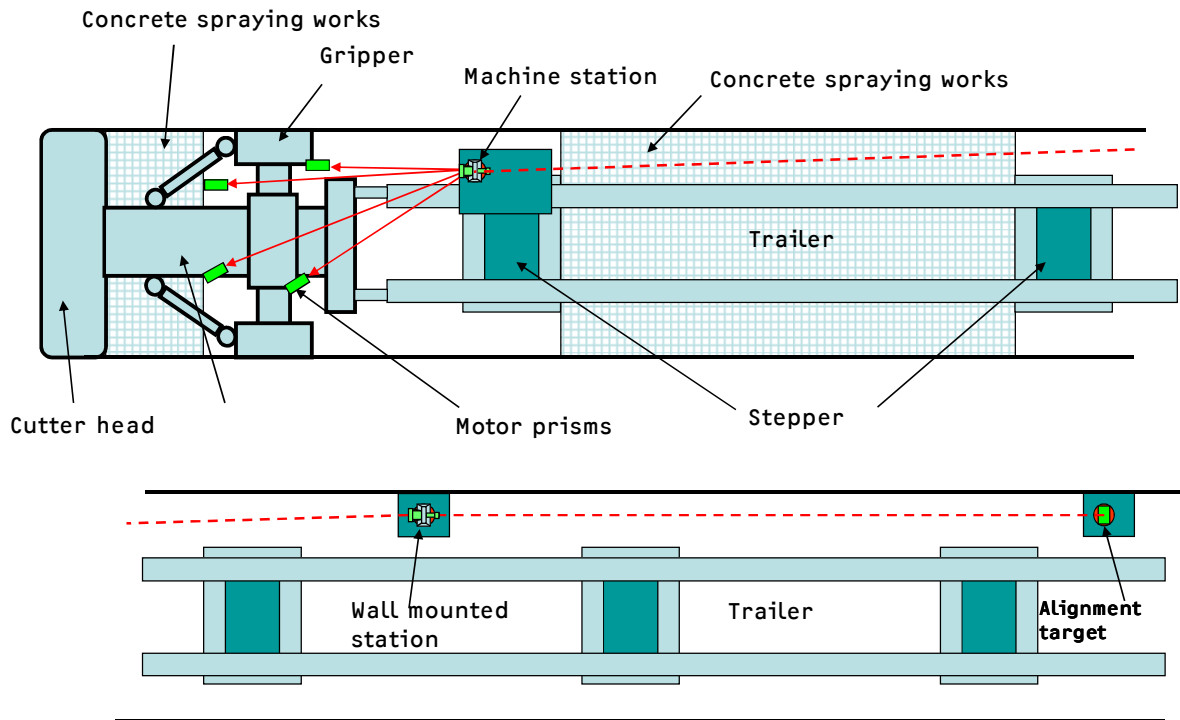 Concrete spraying works
Gripper
Machine station
Concrete spraying works
Trailer
Cutter head
Motor prisms
Stepper
Wall mounted
station
Trailer
Alignment
target